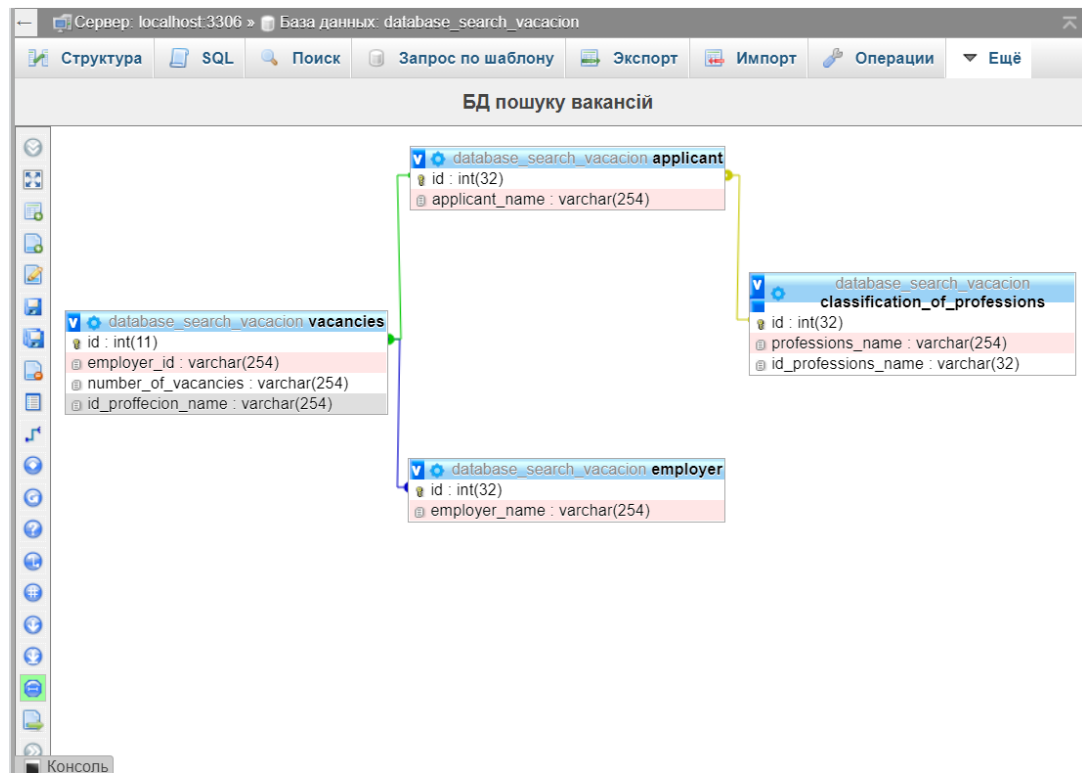 Сервер: localhost:3306 » База данных: database_search_vacacion
Структура SQL Поиск Запрос по шаблону Экспорт Импорт Операции Ещё
БД пошуку вакансій
database_search_vacacion applicant
id : int(32)
applicant_name : varchar(254)
database_search_vacacion
classification_of_professions
id : int(32)
professions_name : varchar(254)
id_professions_name : varchar(32)
database_search_vacacion vacancies
id : int(11)
employer_id : varchar(254)
number_of_vacancies : varchar(254)
id_proffecion_name : varchar(254)
database_search_vacacion employer
id : int(32)
employer_name : varchar(254)
Консоль